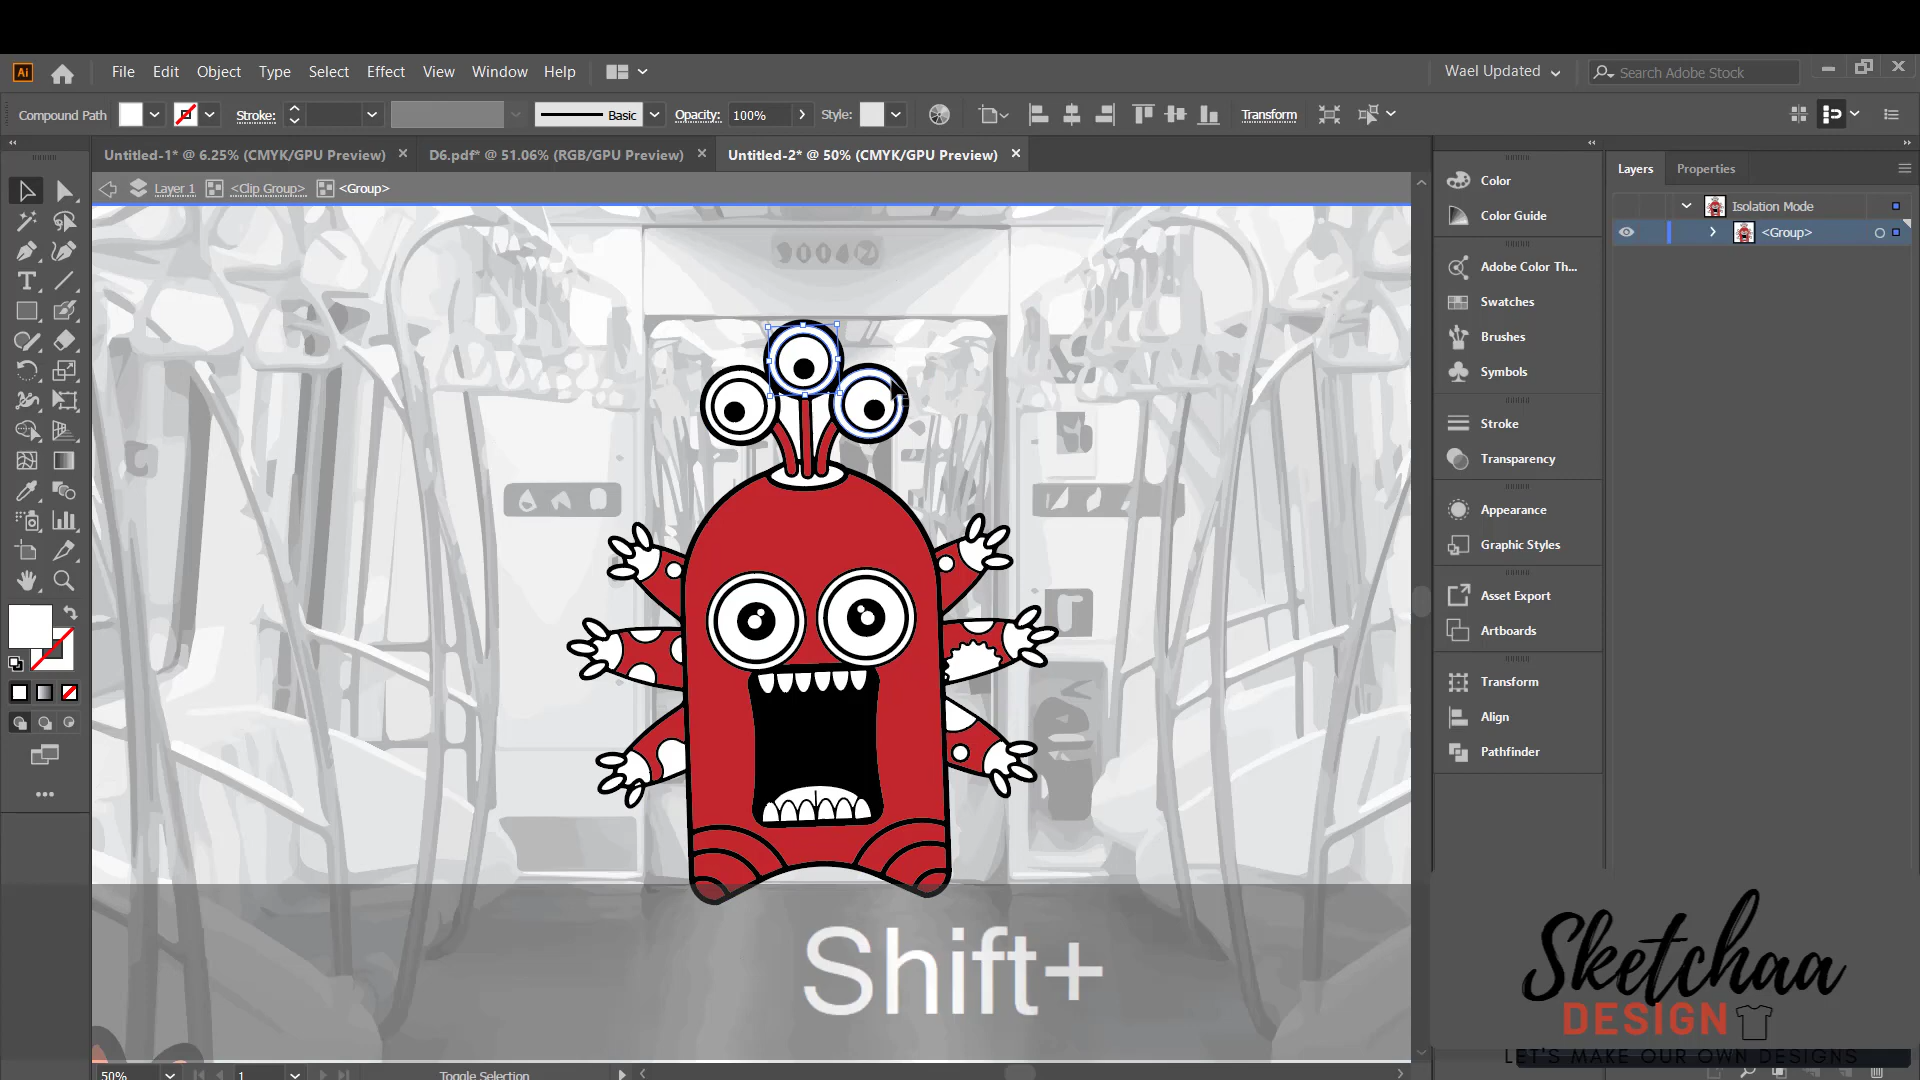 Ai File Edit Object Type Select Effect View Window Help Wael Updated Search Adobe Stock
Compound Path Stroke: Basic Opacity: 100% Style: Transform
Untitled-1* @ 6.25% (CMYK/GPU Preview) D6.pdf* @ 51.06% (RGB/GPU Preview) Untitled-2* @ 50% (CMYK/GPU Preview)
Layer 1 <Clip Group> <Group>
Layers Properties
Isolation Mode
<Group>
Color
Color Guide
Adobe Color Th...
Swatches
Brushes
Symbols
Stroke
Transparency
Appearance
Graphic Styles
Asset Export
Artboards
Transform
Align
Pathfinder
Shift+
Sketchaa
DESIGN
LET'S MAKE OUR OWN DESIGNS
50% 1 Toggle Selection